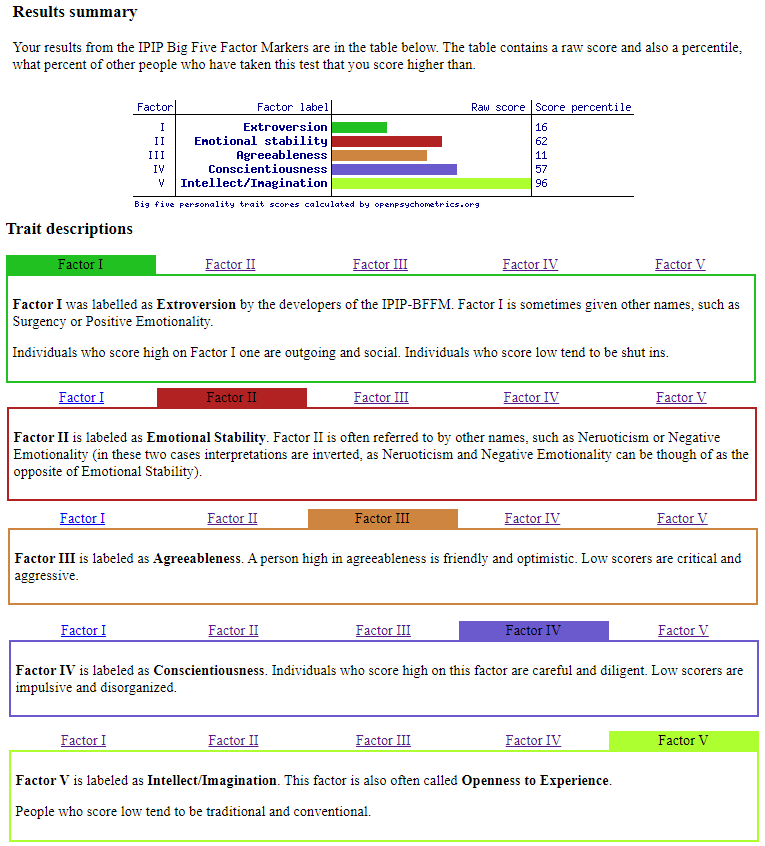 Results summary
Your results from the IPIP Big Five Factor Markers are in the table below. The table contains a raw score and also a percentile,
what percent of other people who have taken this test that you score higher than.
Factor Factor label Raw score Score percentile
I Extroversion 16
II Emotional stability 62
III Agreeableness 11
IV Conscientiousness 57
V Intellect/Imagination 96
Big five personality trait scores calculated by openpsychometrics.org
Trait descriptions
Factor I Factor II Factor III Factor IV Factor V
Factor I was labelled as Extroversion by the developers of the IPIP-BFFM. Factor I is sometimes given other names, such as
Surgency or Positive Emotionality.
Individuals who score high on Factor I one are outgoing and social. Individuals who score low tend to be shut ins.
Factor I Factor II Factor III Factor IV Factor V
Factor II is labeled as Emotional Stability. Factor II is often referred to by other names, such as Neruoticism or Negative
Emotionality (in these two cases interpretations are inverted, as Neruoticism and Negative Emotionality can be though of as the
opposite of Emotional Stability).
Factor I Factor II Factor III Factor IV Factor V
Factor III is labeled as Agreeableness. A person high in agreeableness is friendly and optimistic. Low scorers are critical and
aggressive.
Factor I Factor II Factor III Factor IV Factor V
Factor IV is labeled as Conscientiousness. Individuals who score high on this factor are careful and diligent. Low scorers are
impulsive and disorganized.
Factor I Factor II Factor III Factor IV Factor V
Factor V is labeled as Intellect/Imagination. This factor is also often called Openness to Experience.
People who score low tend to be traditional and conventional.